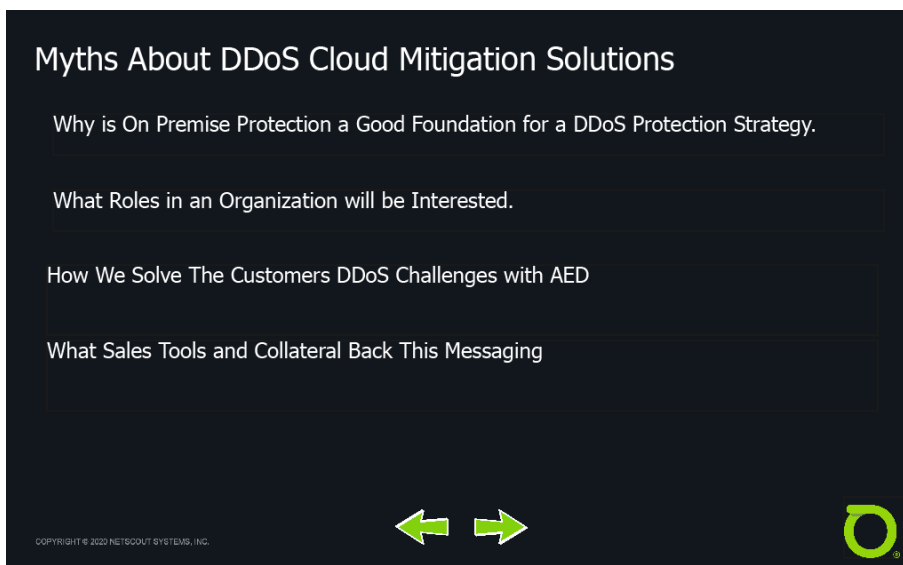 Myths About DDoS Cloud Mitigation Solutions
Why is On Premise Protection a Good Foundation for a DDoS Protection Strategy.
What Roles in an Organization will be Interested.
How We Solve The Customers DDoS Challenges with AED
What Sales Tools and Collateral Back This Messaging
COPYRIGHT © 2020 NETSCOUT SYSTEMS, INC.
®